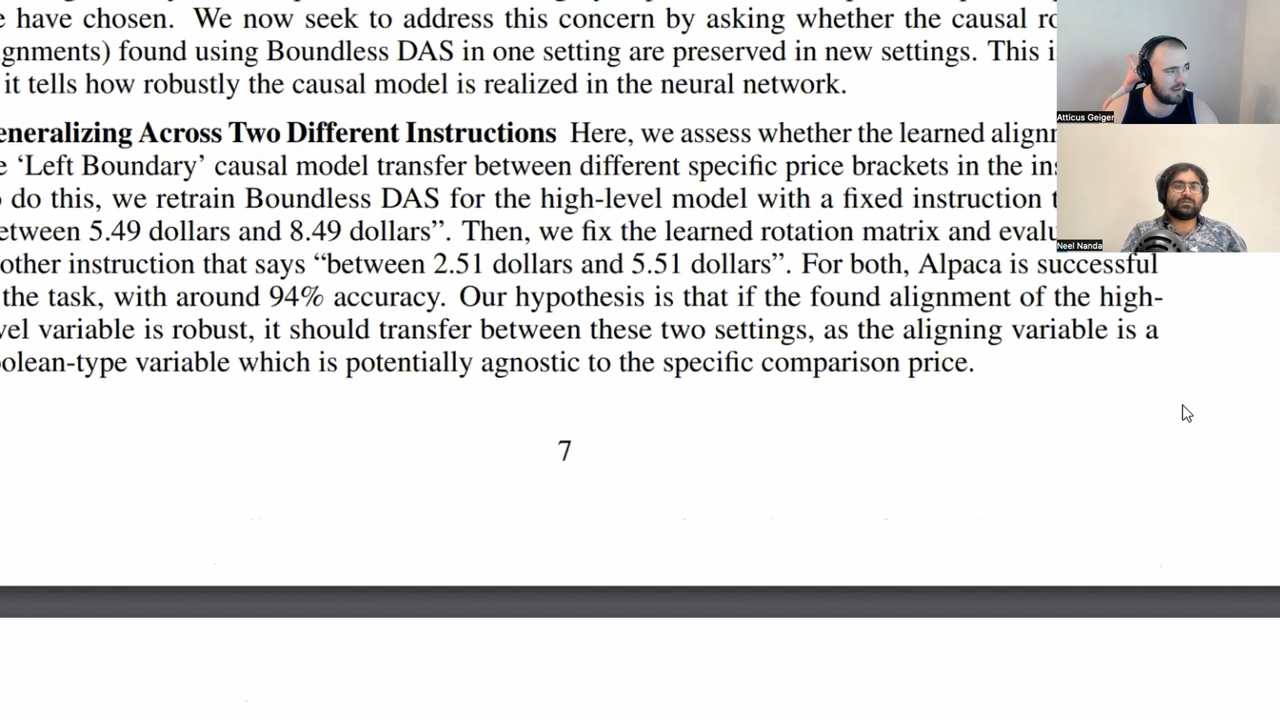 e have chosen. We now seek to address this concern by asking whether the causal
gnments) found using Boundless DAS in one setting are preserved in new settings. This
it tells how robustly the causal model is realized in the neural network.
eneralizing Across Two Different Instructions Here, we assess whether the learned
e ‘Left Boundary’ causal model transfer between different specific price brackets in the
do this, we retrain Boundless DAS for the high-level model with a fixed instruction
etween 5.49 dollars and 8.49 dollars”. Then, we fix the learned rotation matrix and
other instruction that says “between 2.51 dollars and 5.51 dollars”. For both, Alpaca is successful
the task, with around 94% accuracy. Our hypothesis is that if the found alignment of the high-
vel variable is robust, it should transfer between these two settings, as the aligning variable is a
olean-type variable which is potentially agnostic to the specific comparison price.
7
Atticus Geiger
Neel Nanda